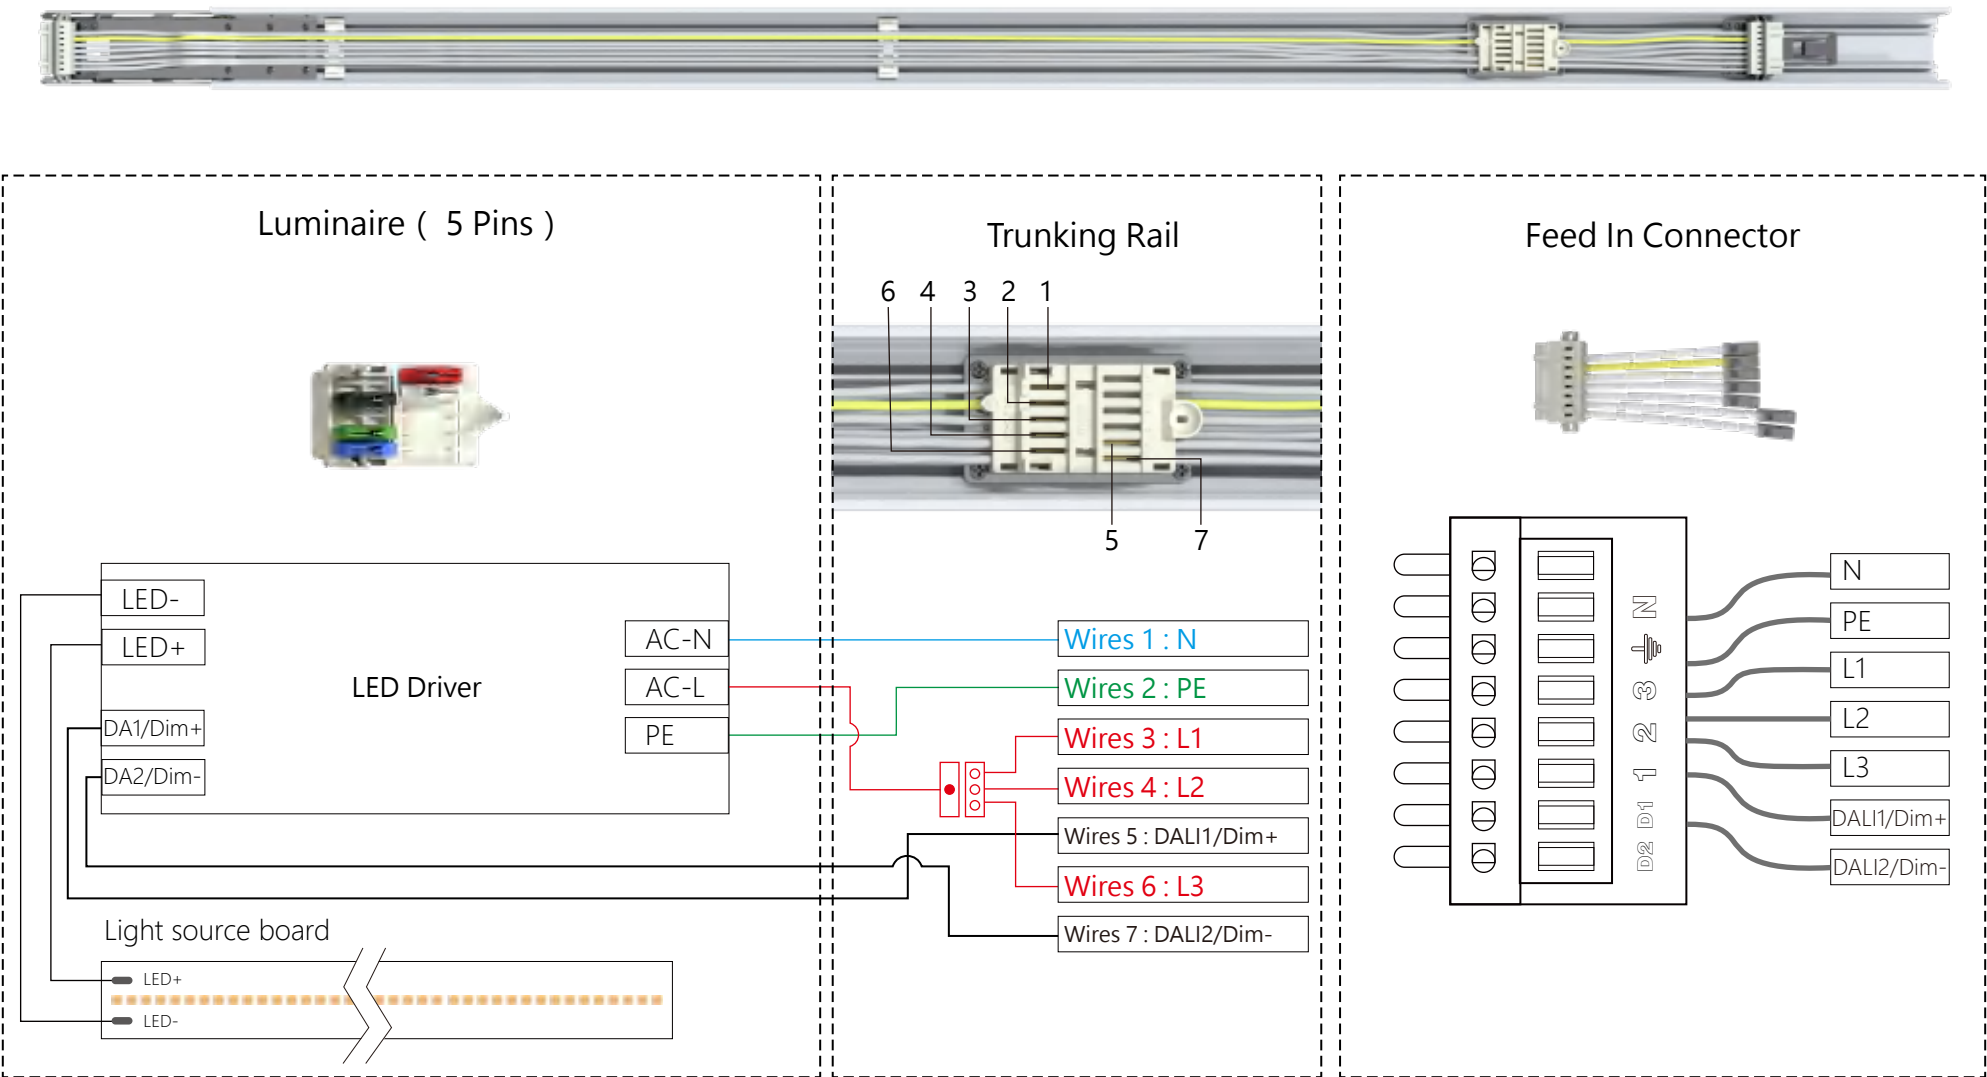 Luminaire ( 5 Pins )
LED-
LED+
DA1/Dim+
DA2/Dim-
LED Driver
AC-N
AC-L
PE
Light source board
LED+
LED-
Trunking Rail
6 4 3 2 1
5 7
Wires 1 : N
Wires 2 : PE
Wires 3 : L1
Wires 4 : L2
Wires 5 : DALI1/Dim+
Wires 6 : L3
Wires 7 : DALI2/Dim-
Feed In Connector
N
3
2
1
D1
D2
N
PE
L1
L2
L3
DALI1/Dim+
DALI2/Dim-